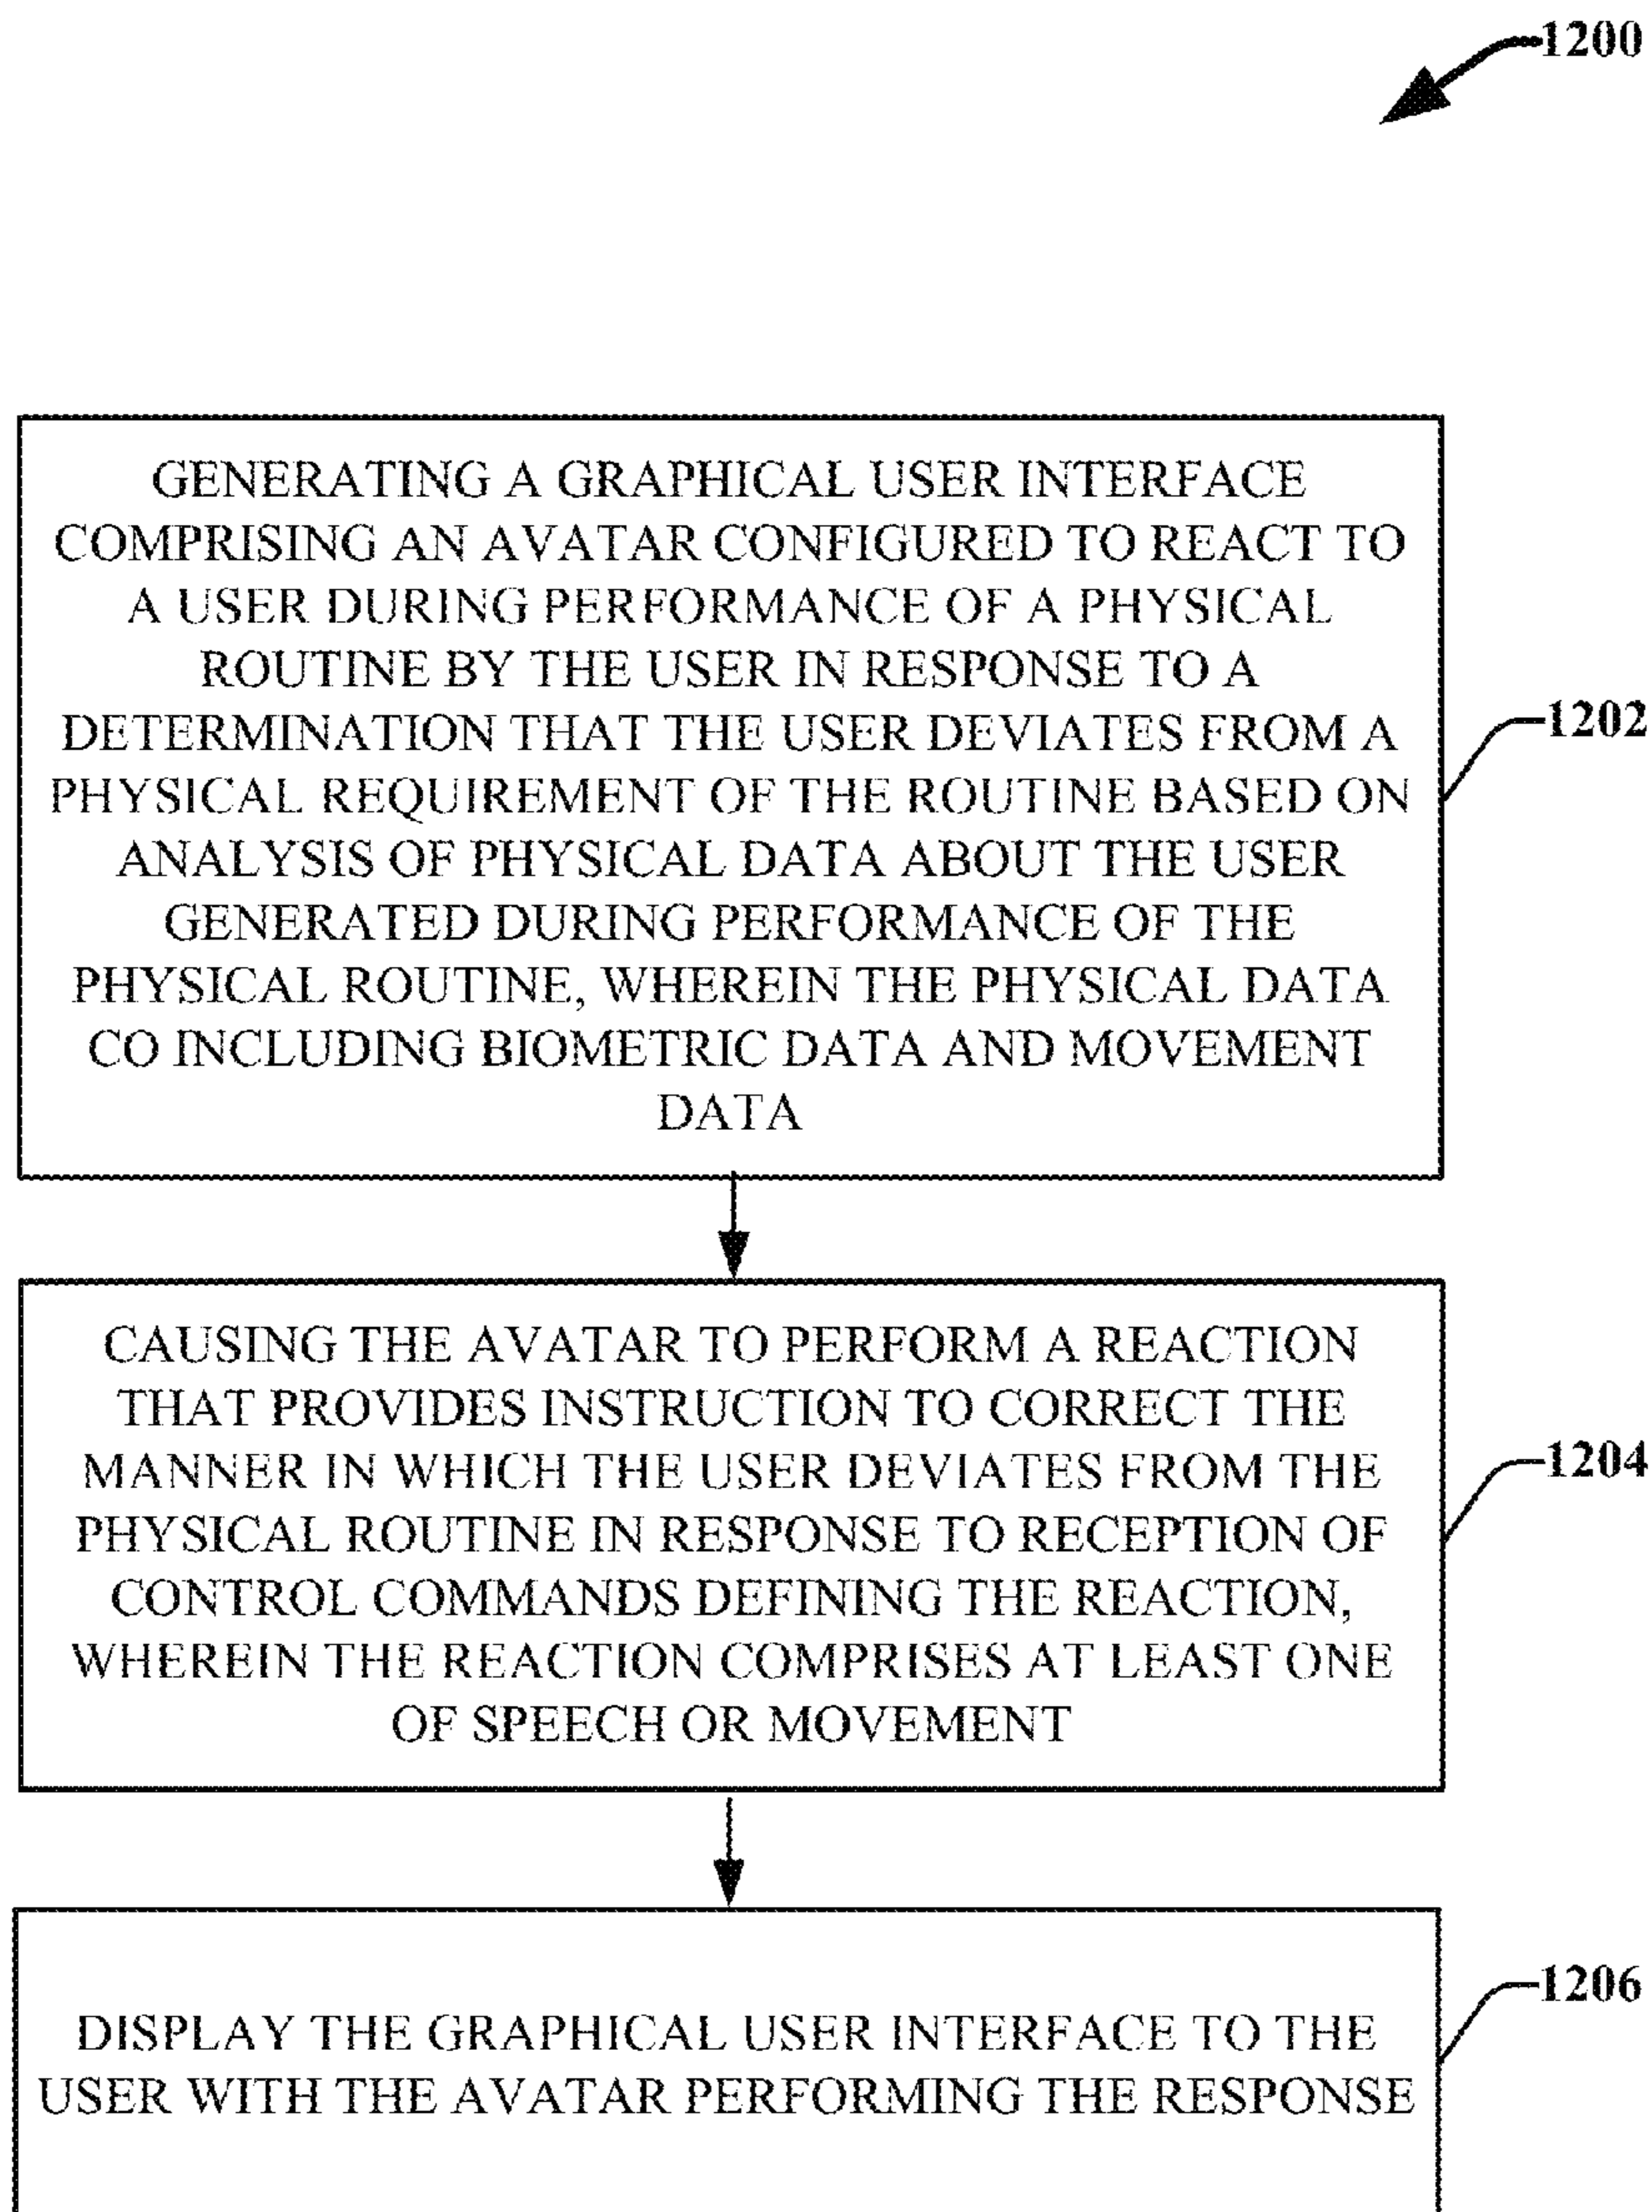 1200
GENERATING A GRAPHICAL USER INTERFACE
COMPRISING AN AVATAR CONFIGURED TO REACT TO
A USER DURING PERFORMANCE OF A PHYSICAL
ROUTINE BY THE USER IN RESPONSE TO A
DETERMINATION THAT THE USER DEVIATES FROM A
PHYSICAL REQUIREMENT OF THE ROUTINE BASED ON
ANALYSIS OF PHYSICAL DATA ABOUT THE USER
GENERATED DURING PERFORMANCE OF THE
PHYSICAL ROUTINE, WHEREIN THE PHYSICAL DATA
CO INCLUDING BIOMETRIC DATA AND MOVEMENT
DATA
1202
CAUSING THE AVATAR TO PERFORM A REACTION
THAT PROVIDES INSTRUCTION TO CORRECT THE
MANNER IN WHICH THE USER DEVIATES FROM THE
PHYSICAL ROUTINE IN RESPONSE TO RECEPTION OF
CONTROL COMMANDS DEFINING THE REACTION,
WHEREIN THE REACTION COMPRISES AT LEAST ONE
OF SPEECH OR MOVEMENT
1204
DISPLAY THE GRAPHICAL USER INTERFACE TO THE
USER WITH THE AVATAR PERFORMING THE RESPONSE
1206